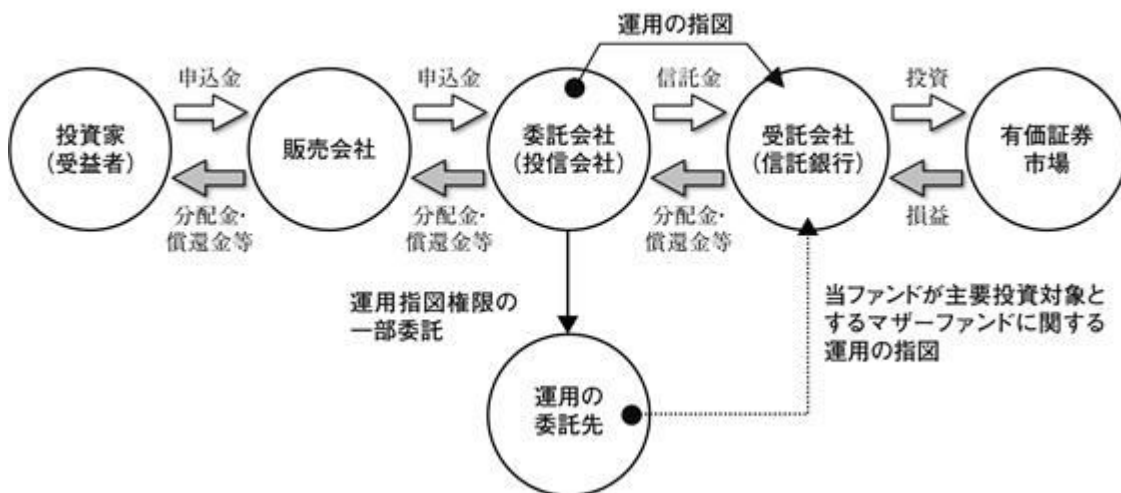 運用の指図
申込金
申込金
信託金
投資
投資家
(受益者)
販売会社
委託会社
(投信会社)
受託会社
(信託銀行)
有価証券
市場
分配金・
償還金等
分配金・
償還金等
分配金・
償還金等
損益
運用指図権限の
一部委託
当ファンドが主要投資対象と
するマザーファンドに関する
運用の指図
運用の
委託先